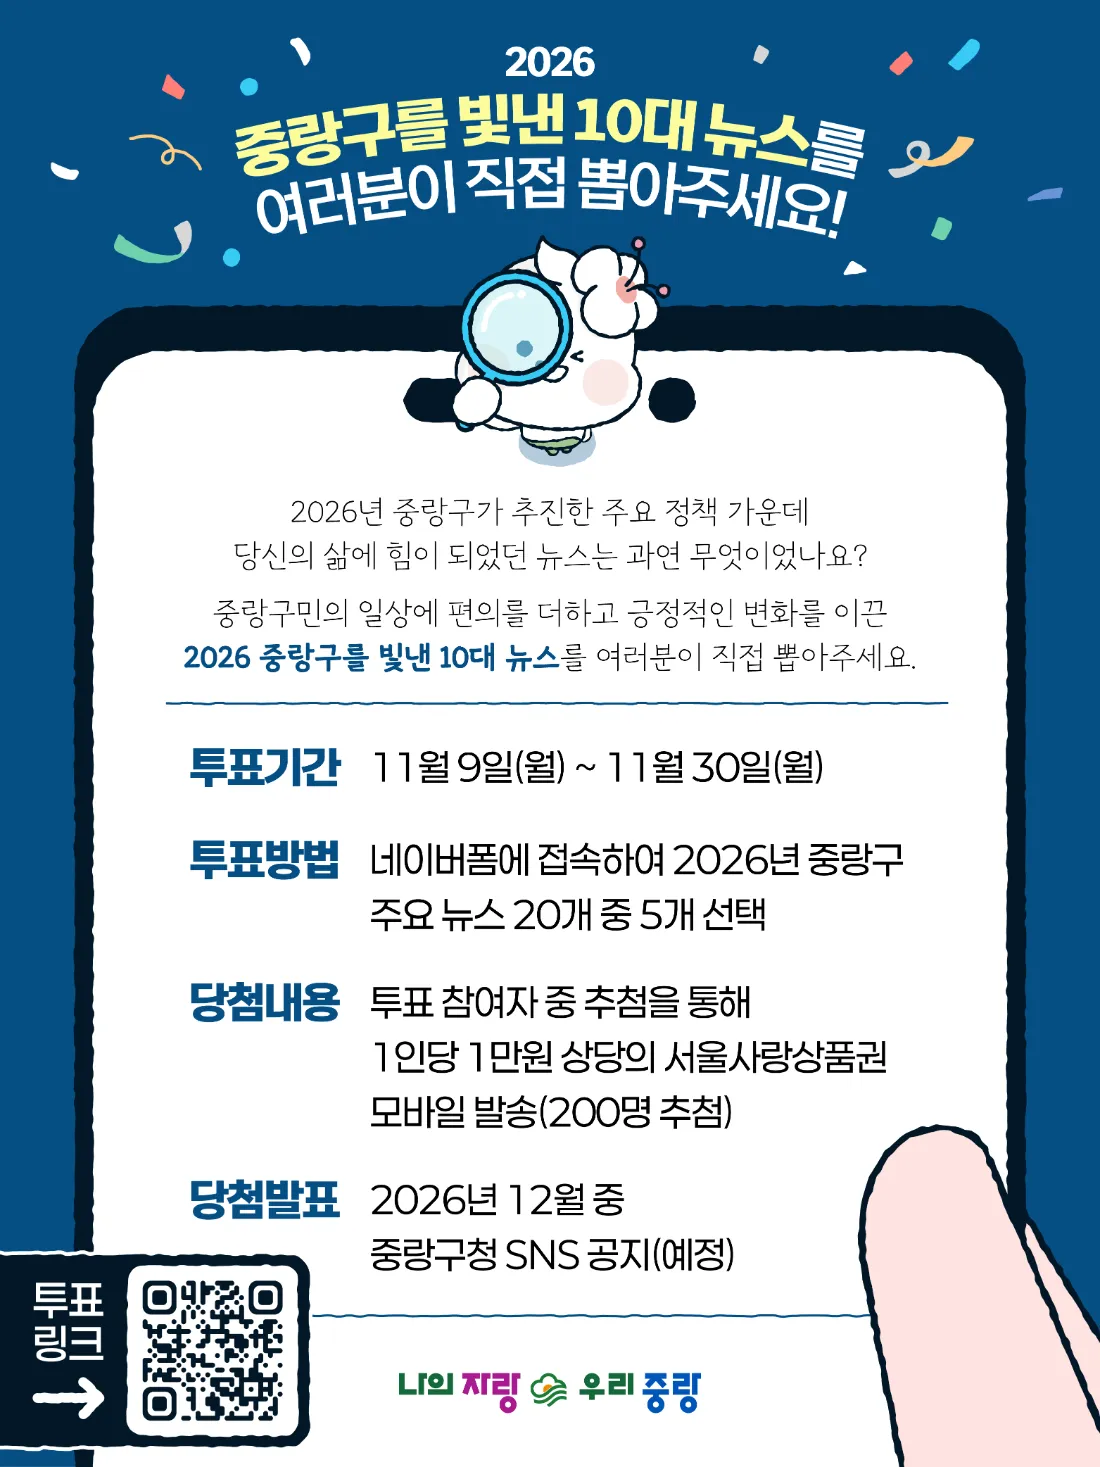 2026
중랑구를 빛낸 10대 뉴스를
여러분이 직접 뽑아주세요!
2026년 중랑구가 추진한 주요 정책 가운데
당신의 삶에 힘이 되었던 뉴스는 과연 무엇이었나요?
중랑구민의 일상에 편의를 더하고 긍정적인 변화를 이끈
2026 중랑구를 빛낸 10대 뉴스를 여러분이 직접 뽑아주세요.
투표기간 11월 9일(월) ~ 11월 30일(월)
투표방법 네이버폼에 접속하여 2026년 중랑구
주요 뉴스 20개 중 5개 선택
당첨내용 투표 참여자 중 추첨을 통해
1인당 1만원 상당의 서울사랑상품권
모바일 발송(200명 추첨)
당첨발표 2026년 12월 중
중랑구청 SNS 공지(예정)
투표
링크
나의 자랑 우리 중랑